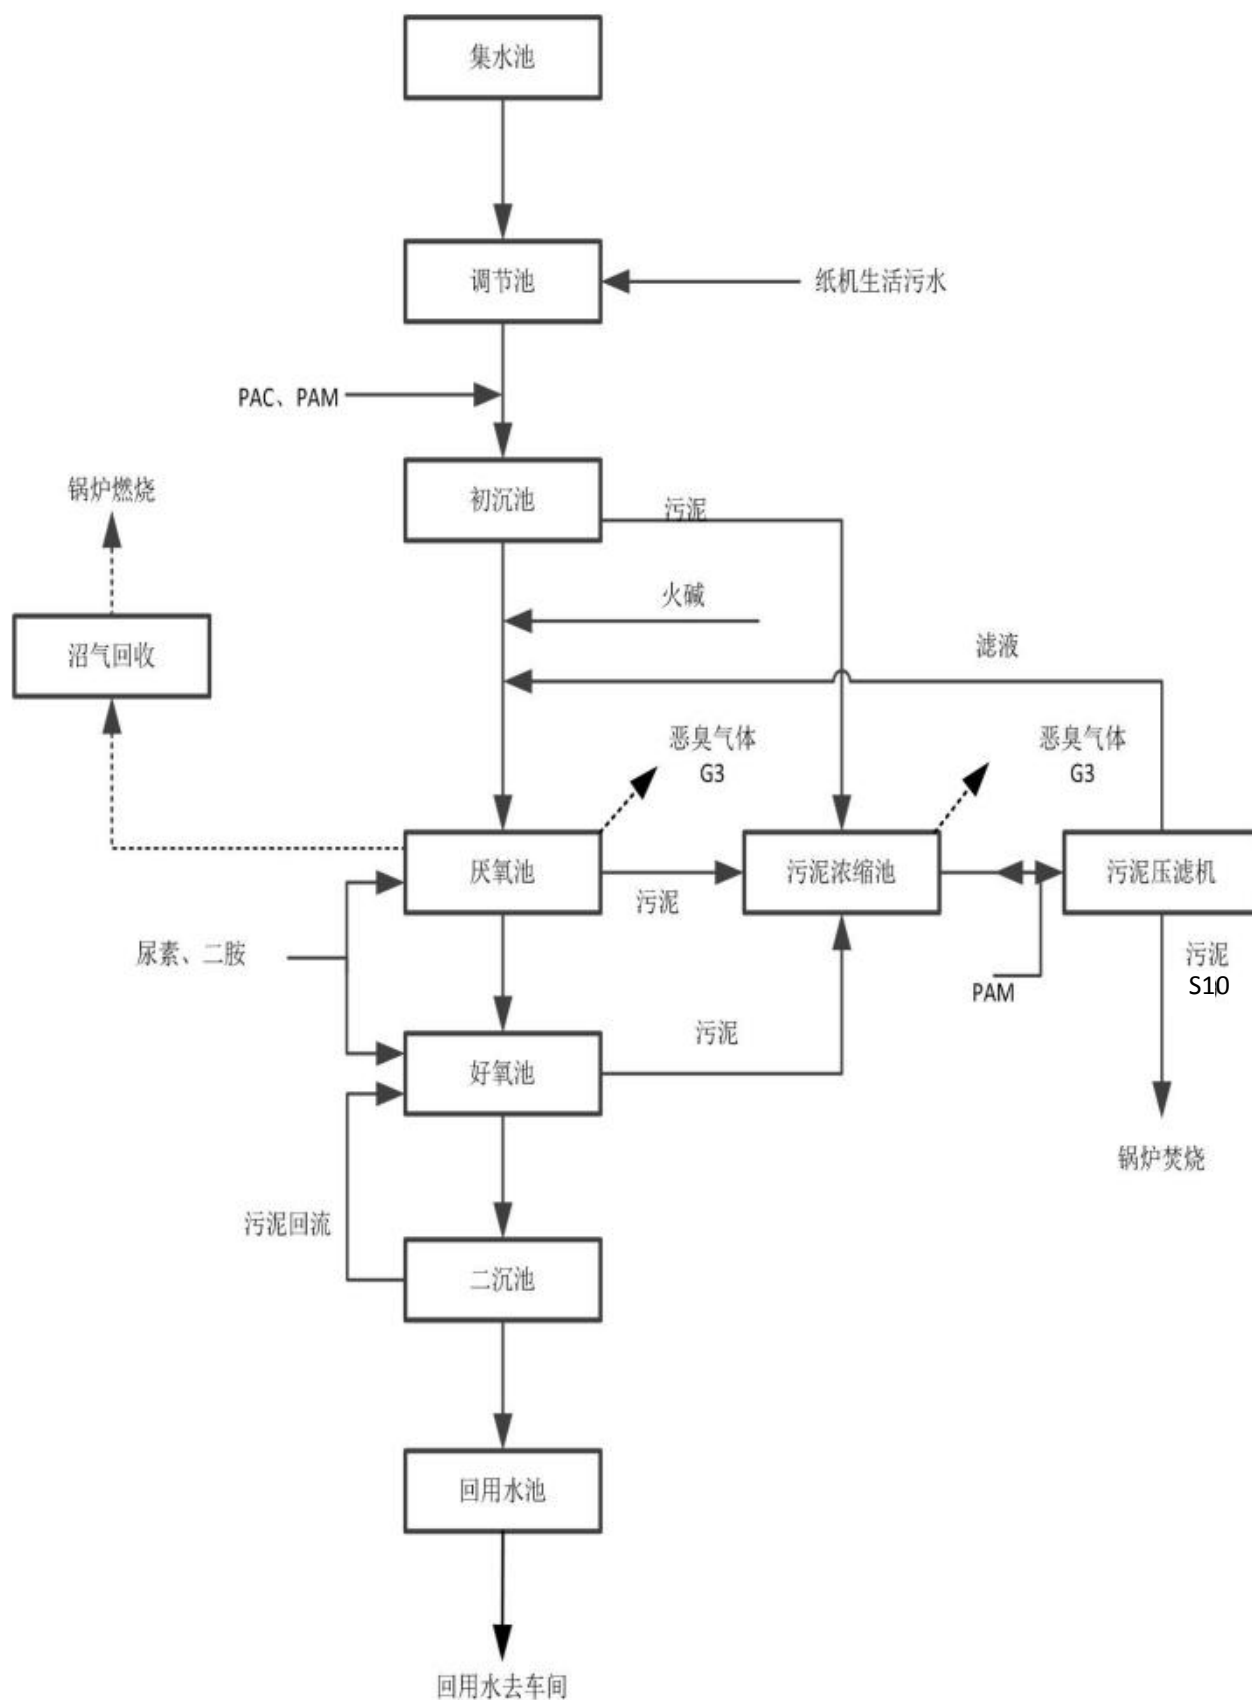 集水池
调节池
纸机生活污水
PAC、PAM
初沉池
污泥
锅炉燃烧
火碱
沼气回收
滤液
恶臭气体
G3
恶臭气体
G3
厌氧池
污泥浓缩池
污泥压滤机
污泥
尿素、二胺
污泥
S10
PAM
污泥
好氧池
锅炉焚烧
污泥回流
二沉池
回用水池
回用水去车间